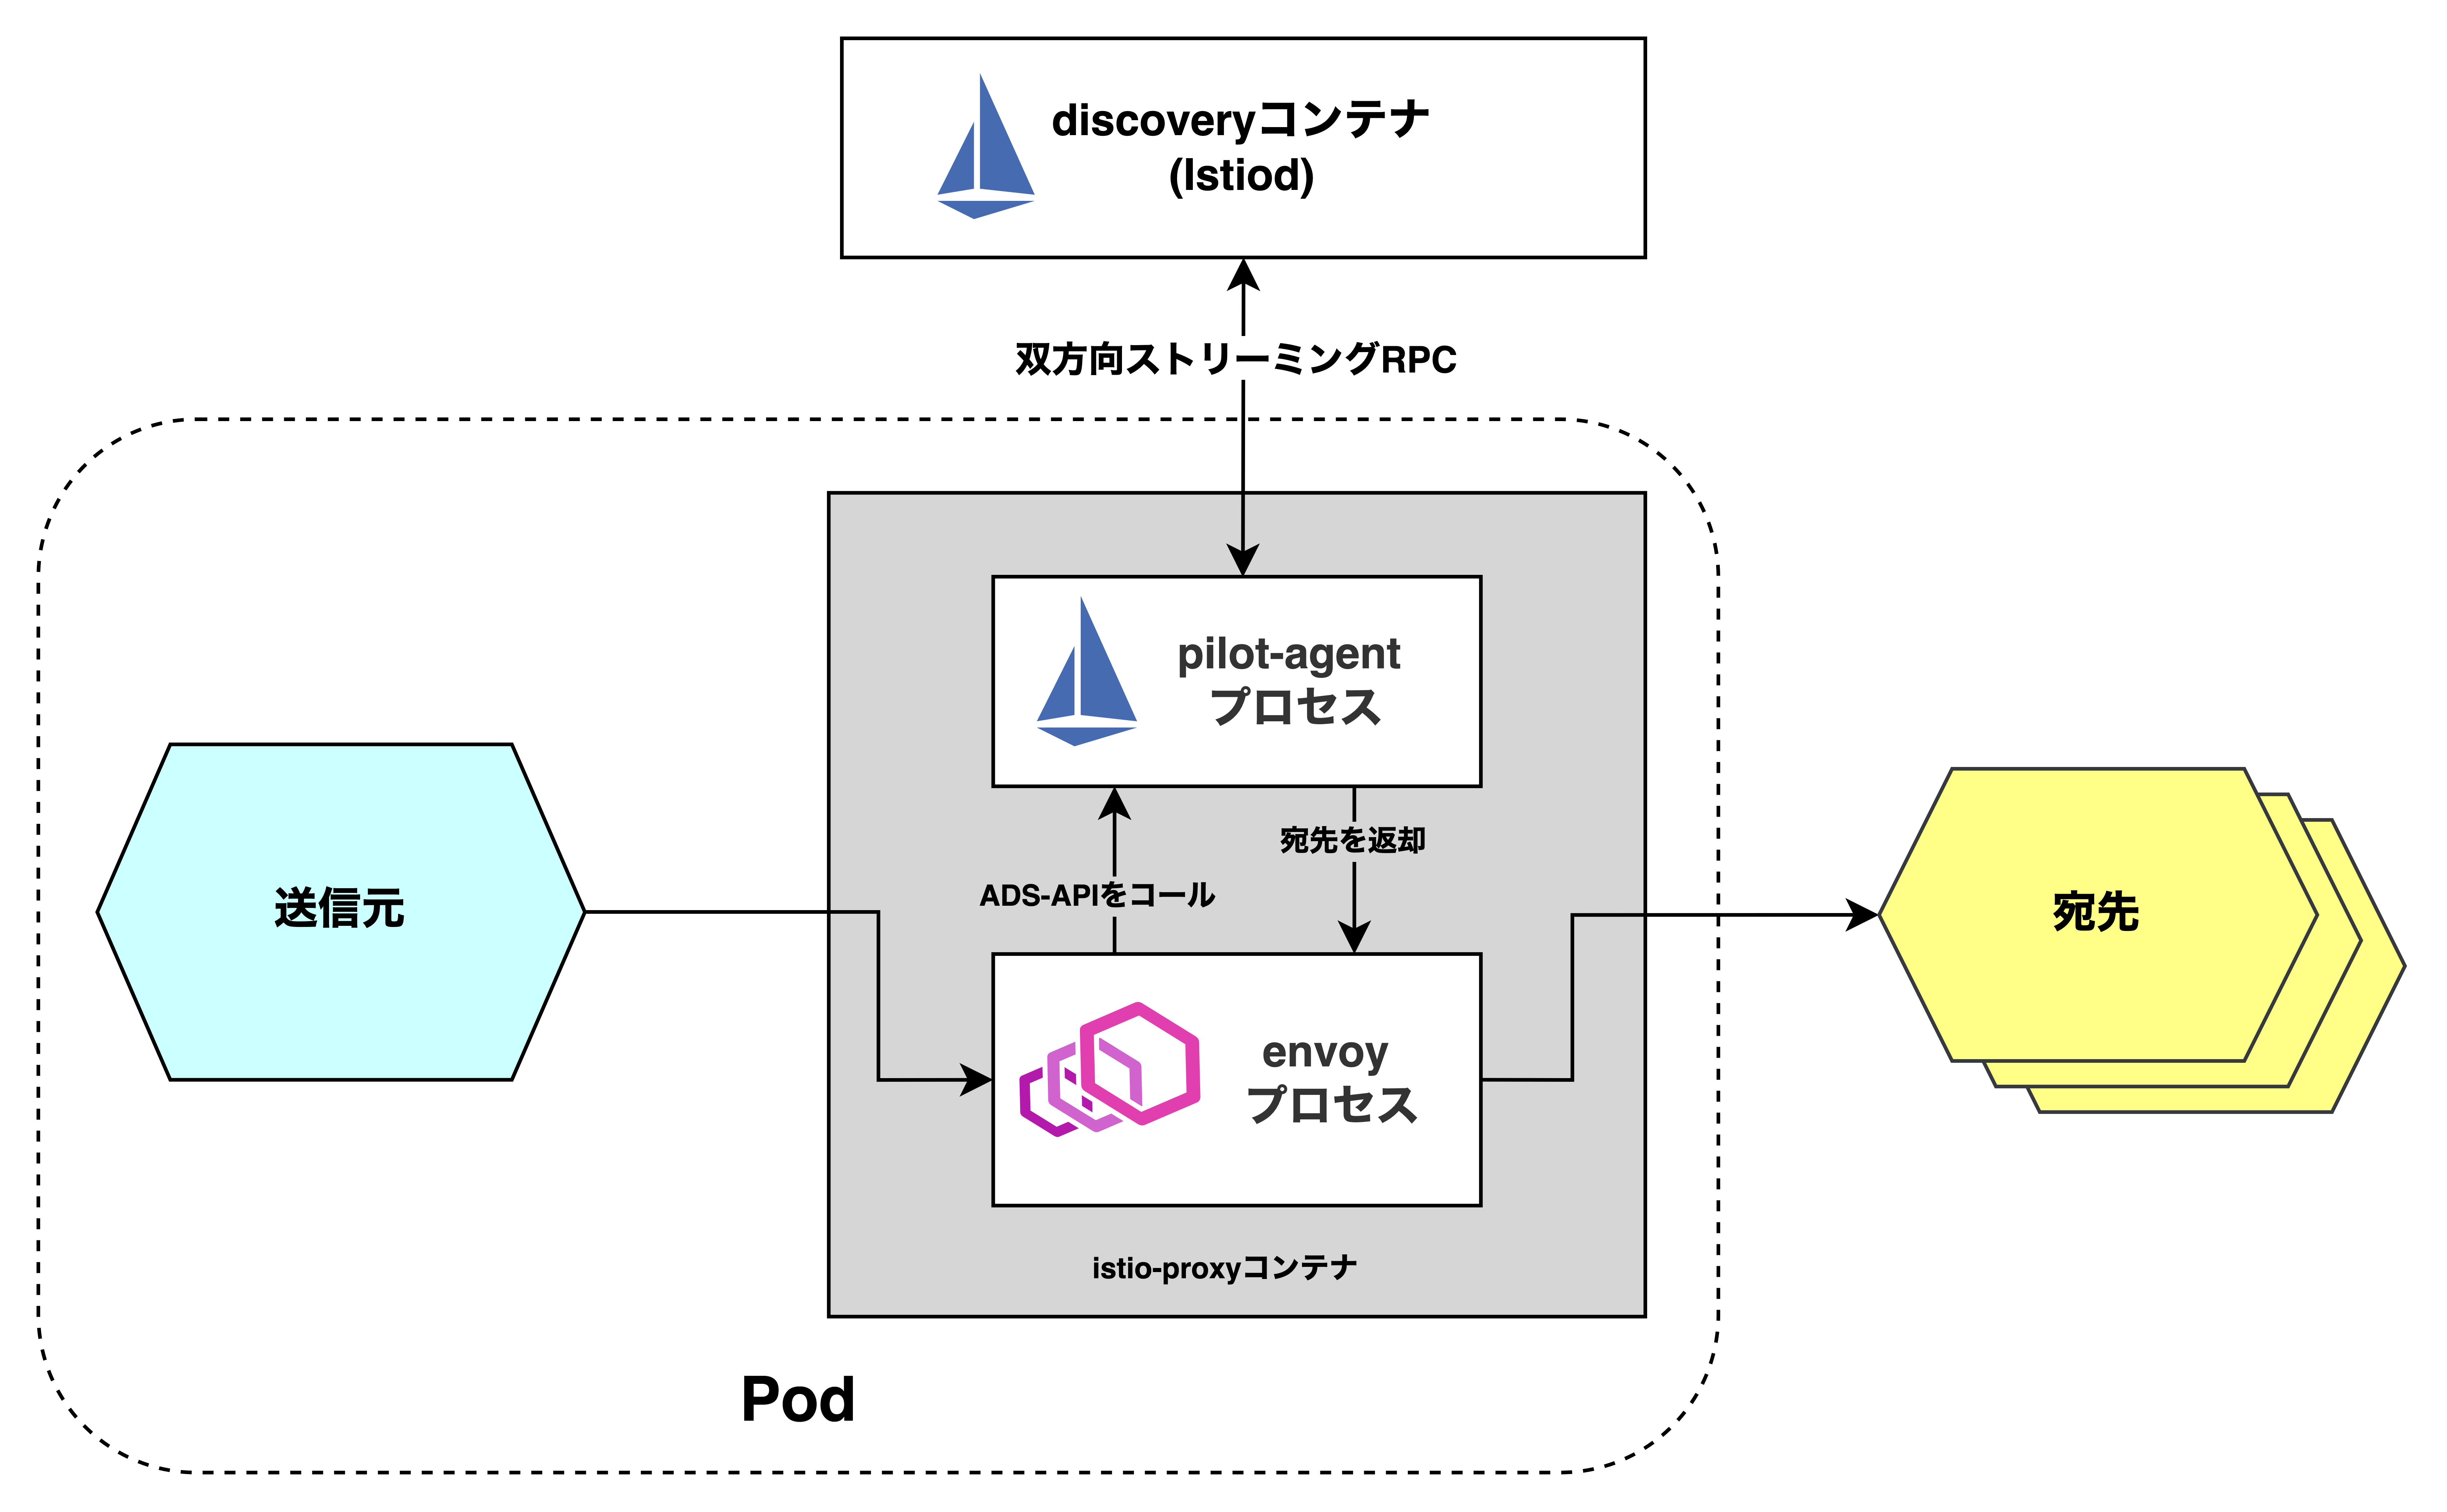 discoveryコンテナ
(Istiod)
双方向ストリーミングRPC
pilot-agent
プロセス
宛先を返却
ADS-APIをコール
送信元
宛先
envoy
プロセス
istio-proxyコンテナ
Pod